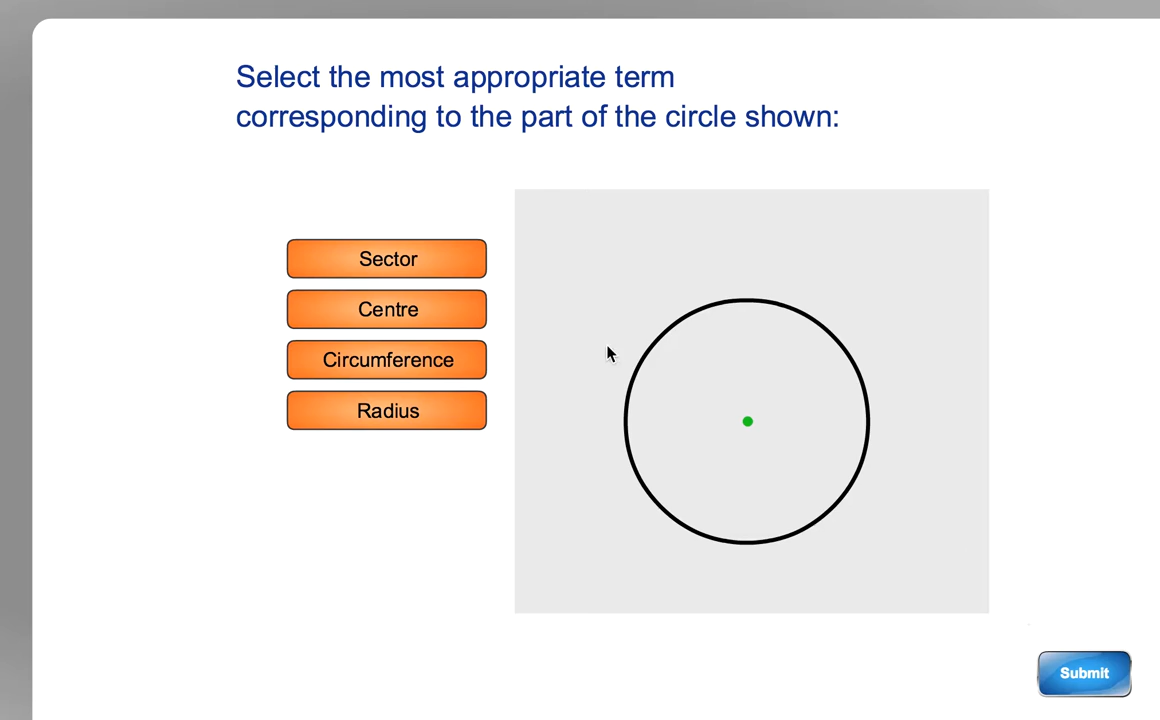 Select the most appropriate term
corresponding to the part of the circle shown:
Sector
Centre
Circumference
Radius
Submit